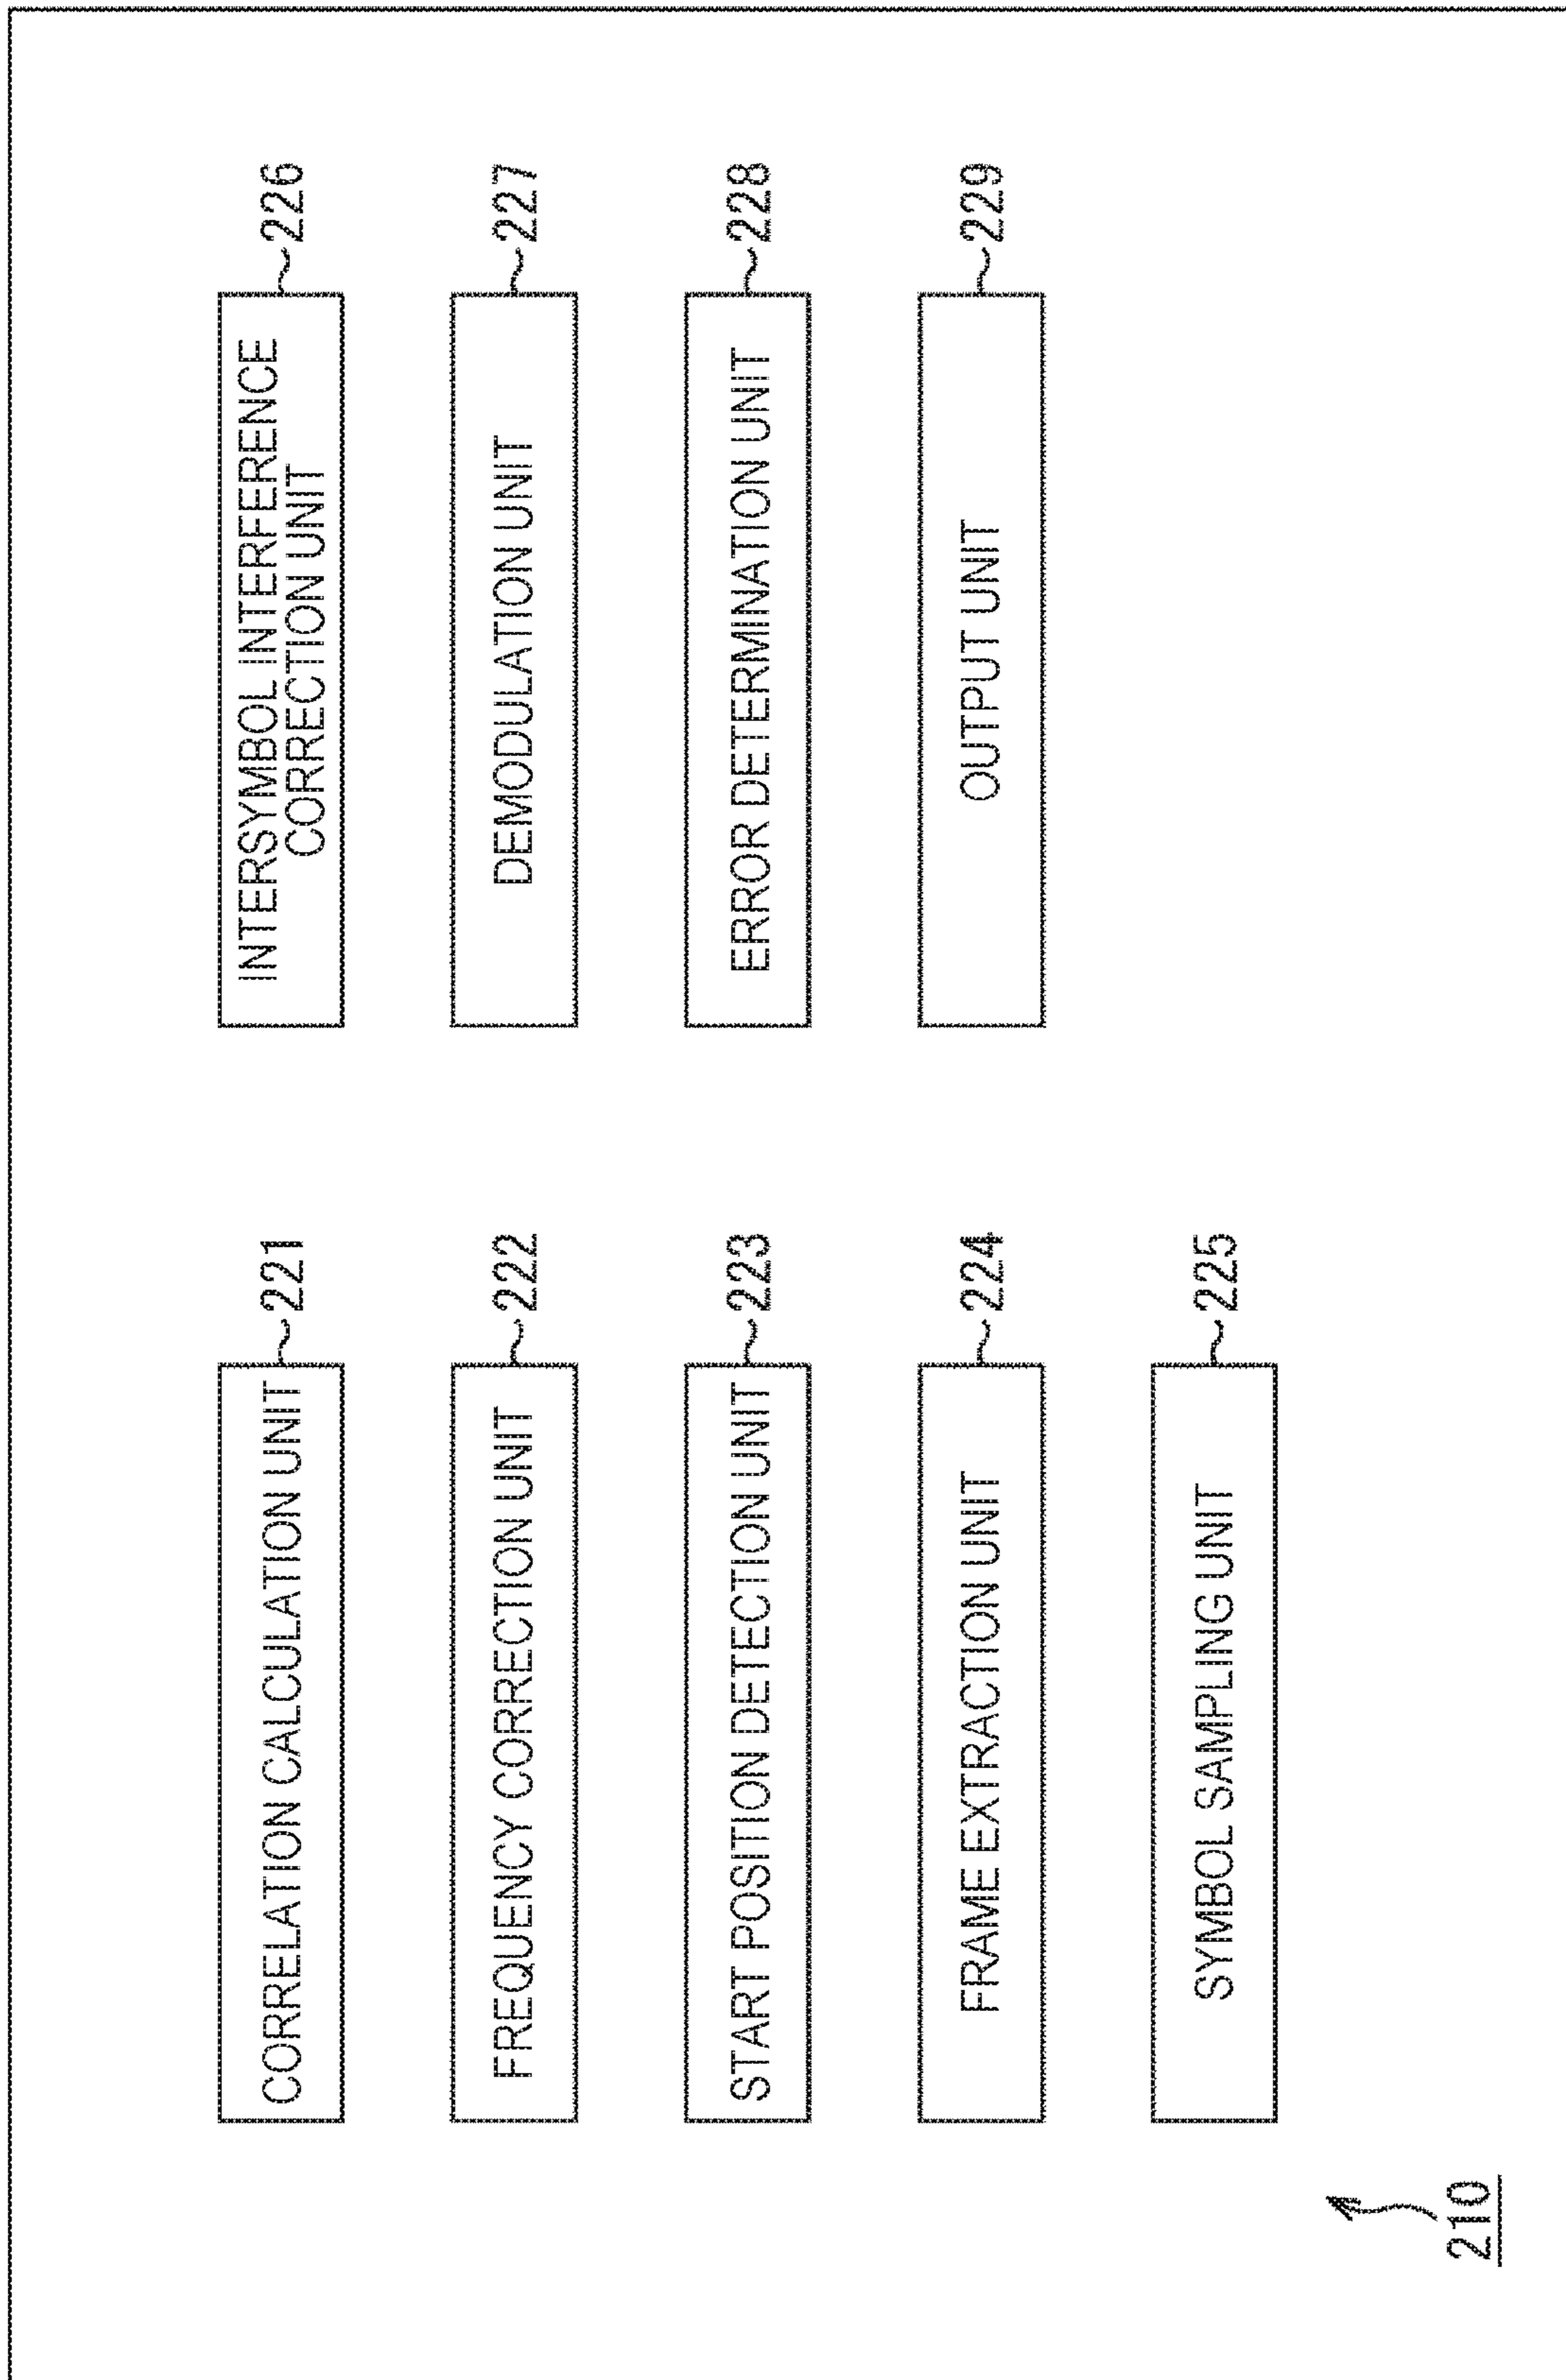 CORRELATION CALCULATION UNIT
221
FREQUENCY CORRECTION UNIT
222
START POSITION DETECTION UNIT
223
FRAME EXTRACTION UNIT
224
SYMBOL SAMPLING UNIT
225
INTERSYMBOL INTERFERENCE
CORRECTION UNIT
226
DEMODULATION UNIT
227
ERROR DETERMINATION UNIT
228
OUTPUT UNIT
229
210